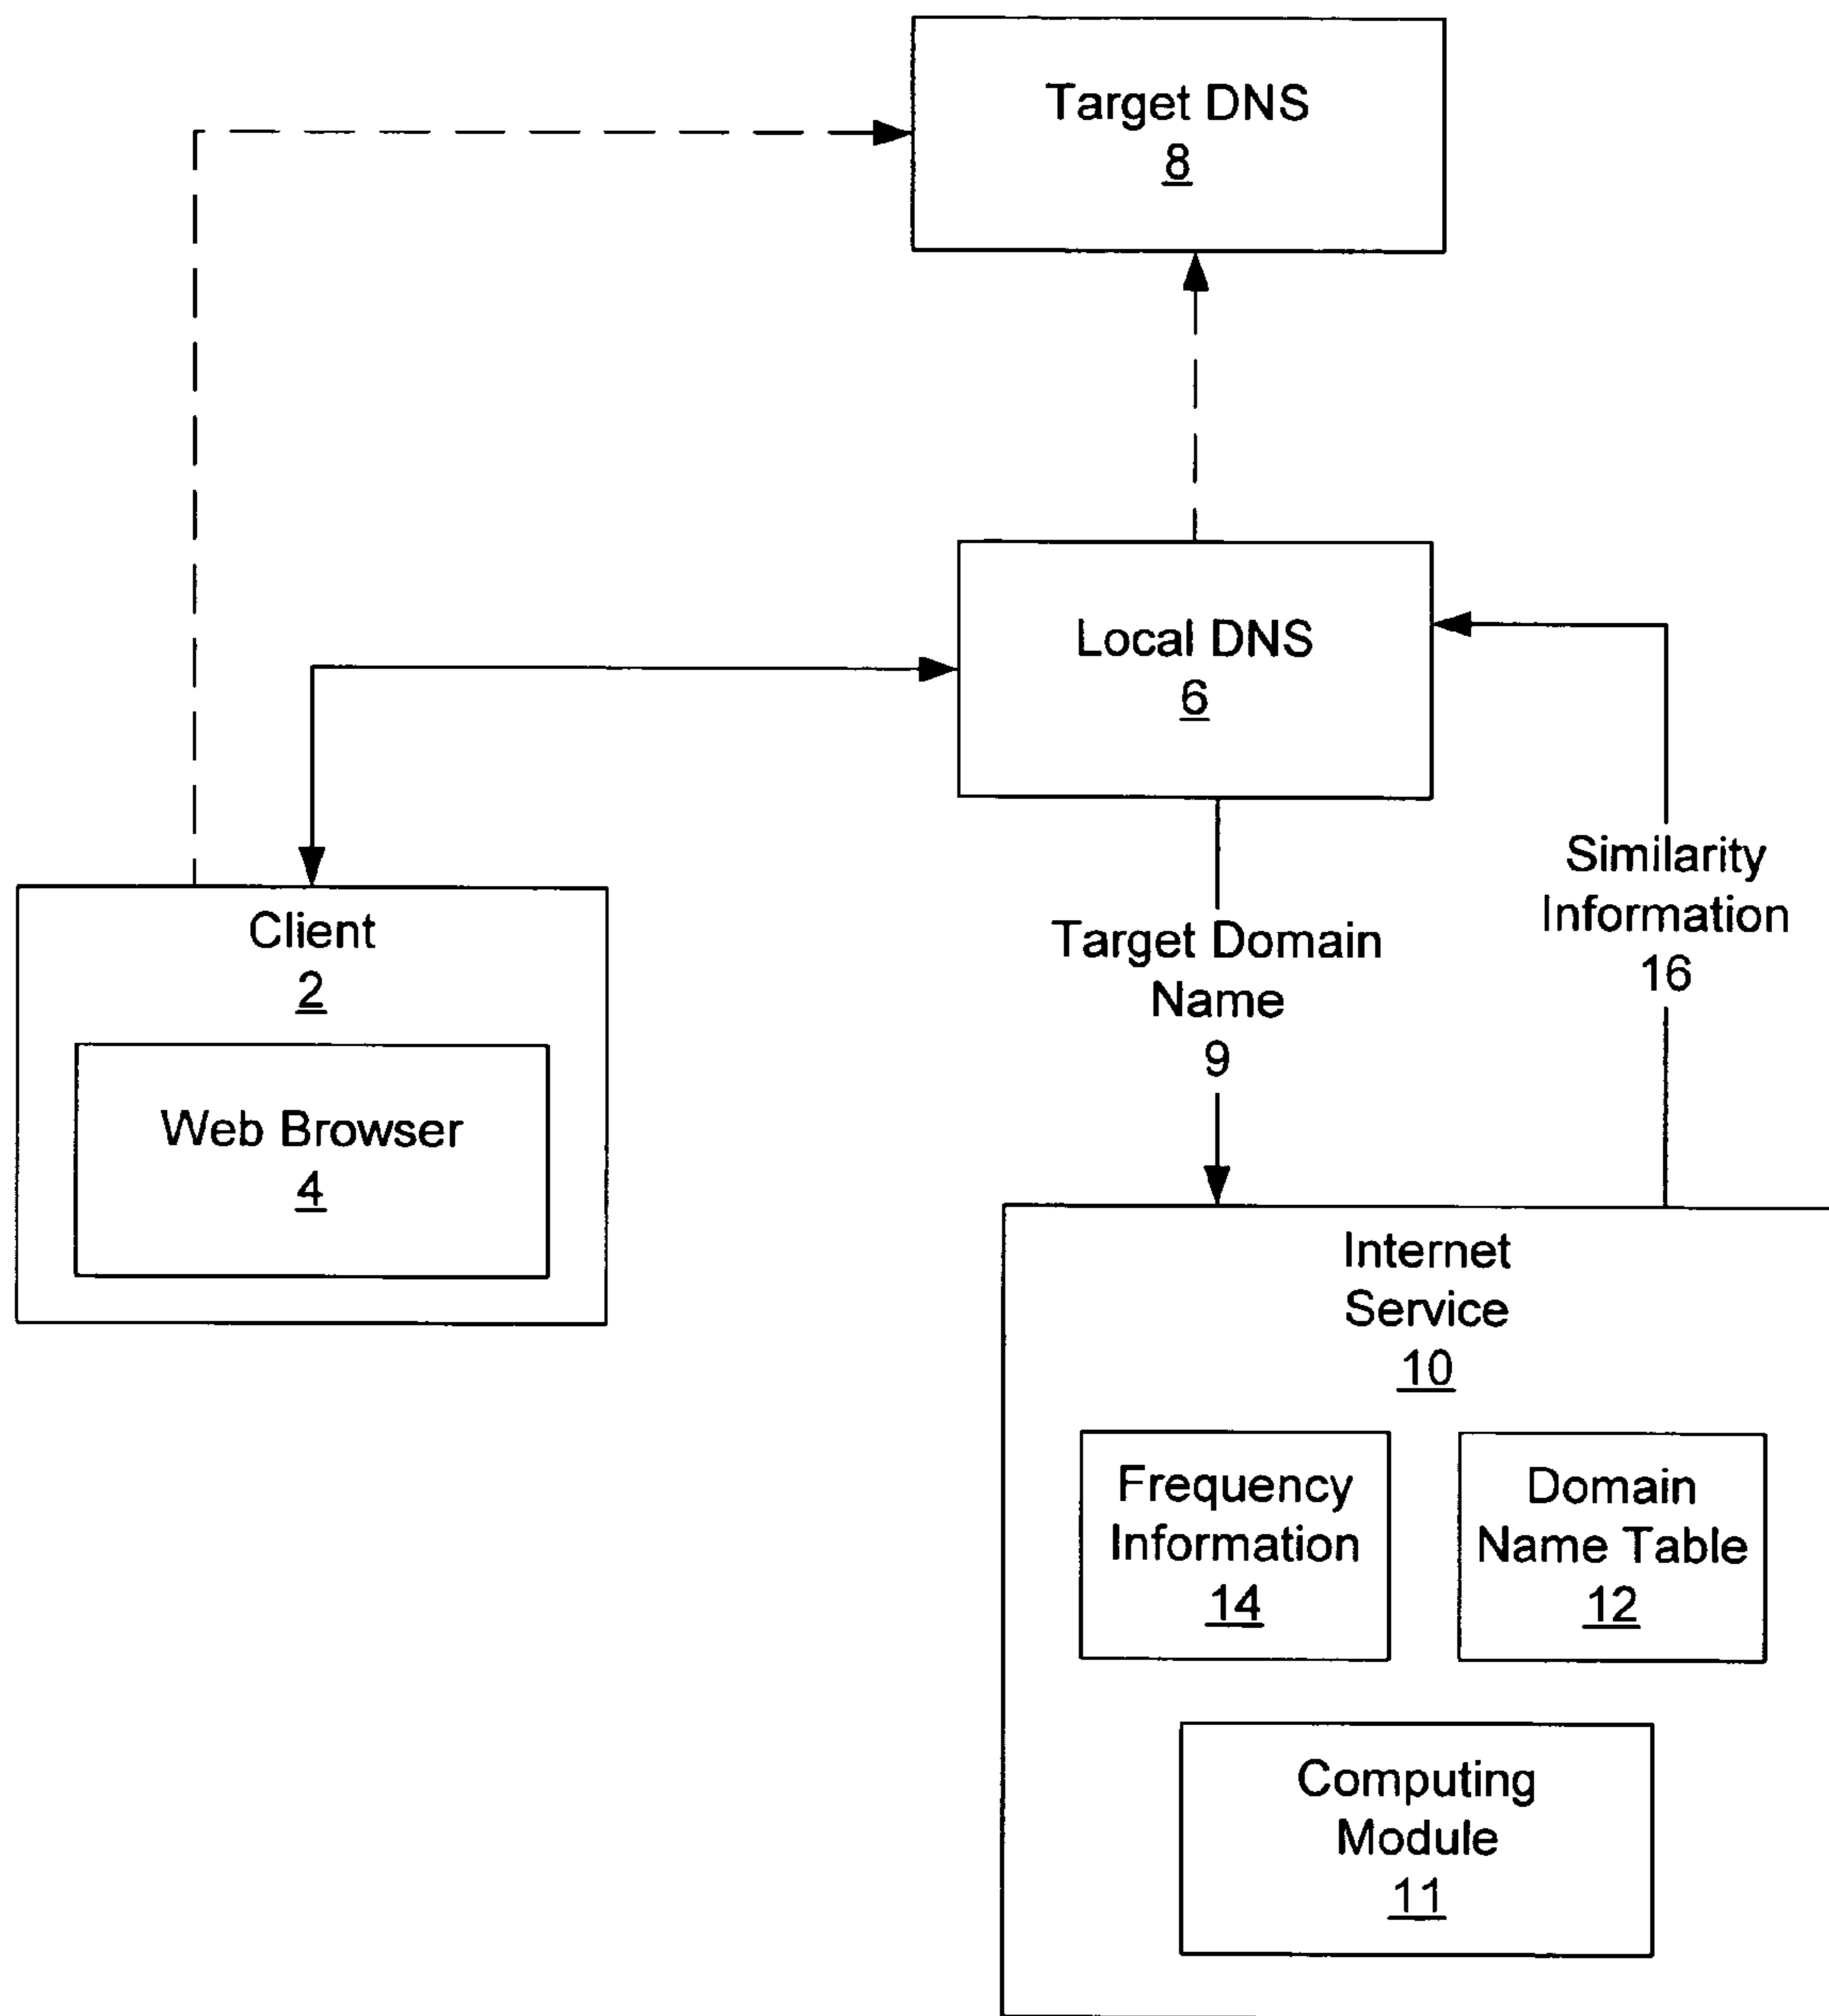 Target DNS
8
Local DNS
6
Similarity
Information
16
Client
2
Target Domain
Name
9
Web Browser
4
Internet
Service
10
Frequency
Information
14
Domain
Name Table
12
Computing
Module
11